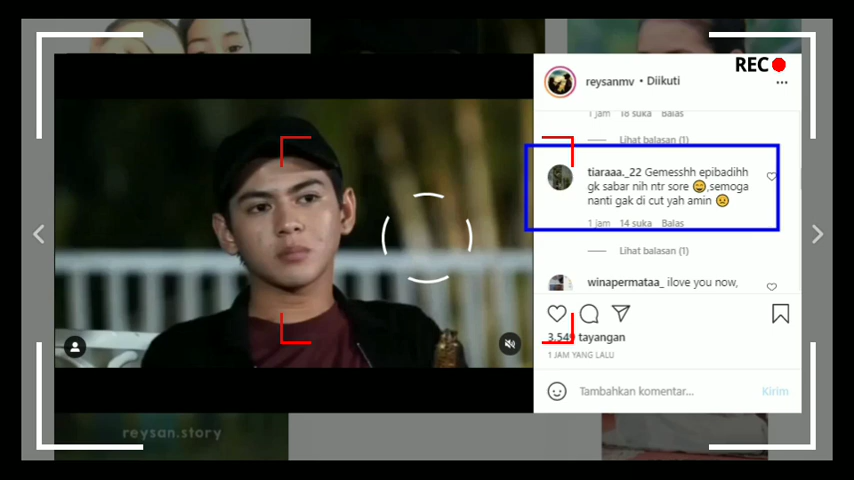 REC
reysanmv • Diikuti
1 jam 18 suka Balas
Lihat balasan (1)
tiaraaa._22 Gemesshh epibadihh
gk sabar nih ntr sore 😄,semoga
nanti gak di cut yah amin 😟
1 jam 14 suka Balas
Lihat balasan (1)
winapermataa_ ilove you now,
3.549 tayangan
1 JAM YANG LALU
Tambahkan komentar... Kirim
reysan.story